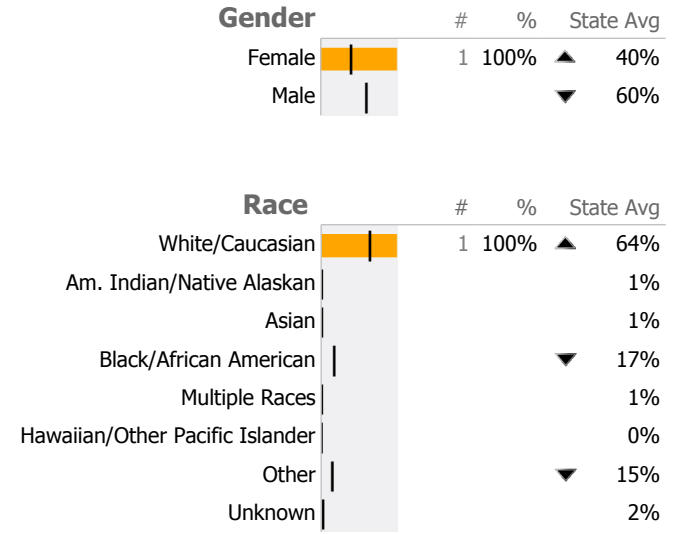 Gender # % State Avg
Female 1 100% ▲ 40%
Male ▼ 60%
Race # % State Avg
White/Caucasian 1 100% ▲ 64%
Am. Indian/Native Alaskan 1%
Asian 1%
Black/African American ▼ 17%
Multiple Races 1%
Hawaiian/Other Pacific Islander 0%
Other ▼ 15%
Unknown 2%